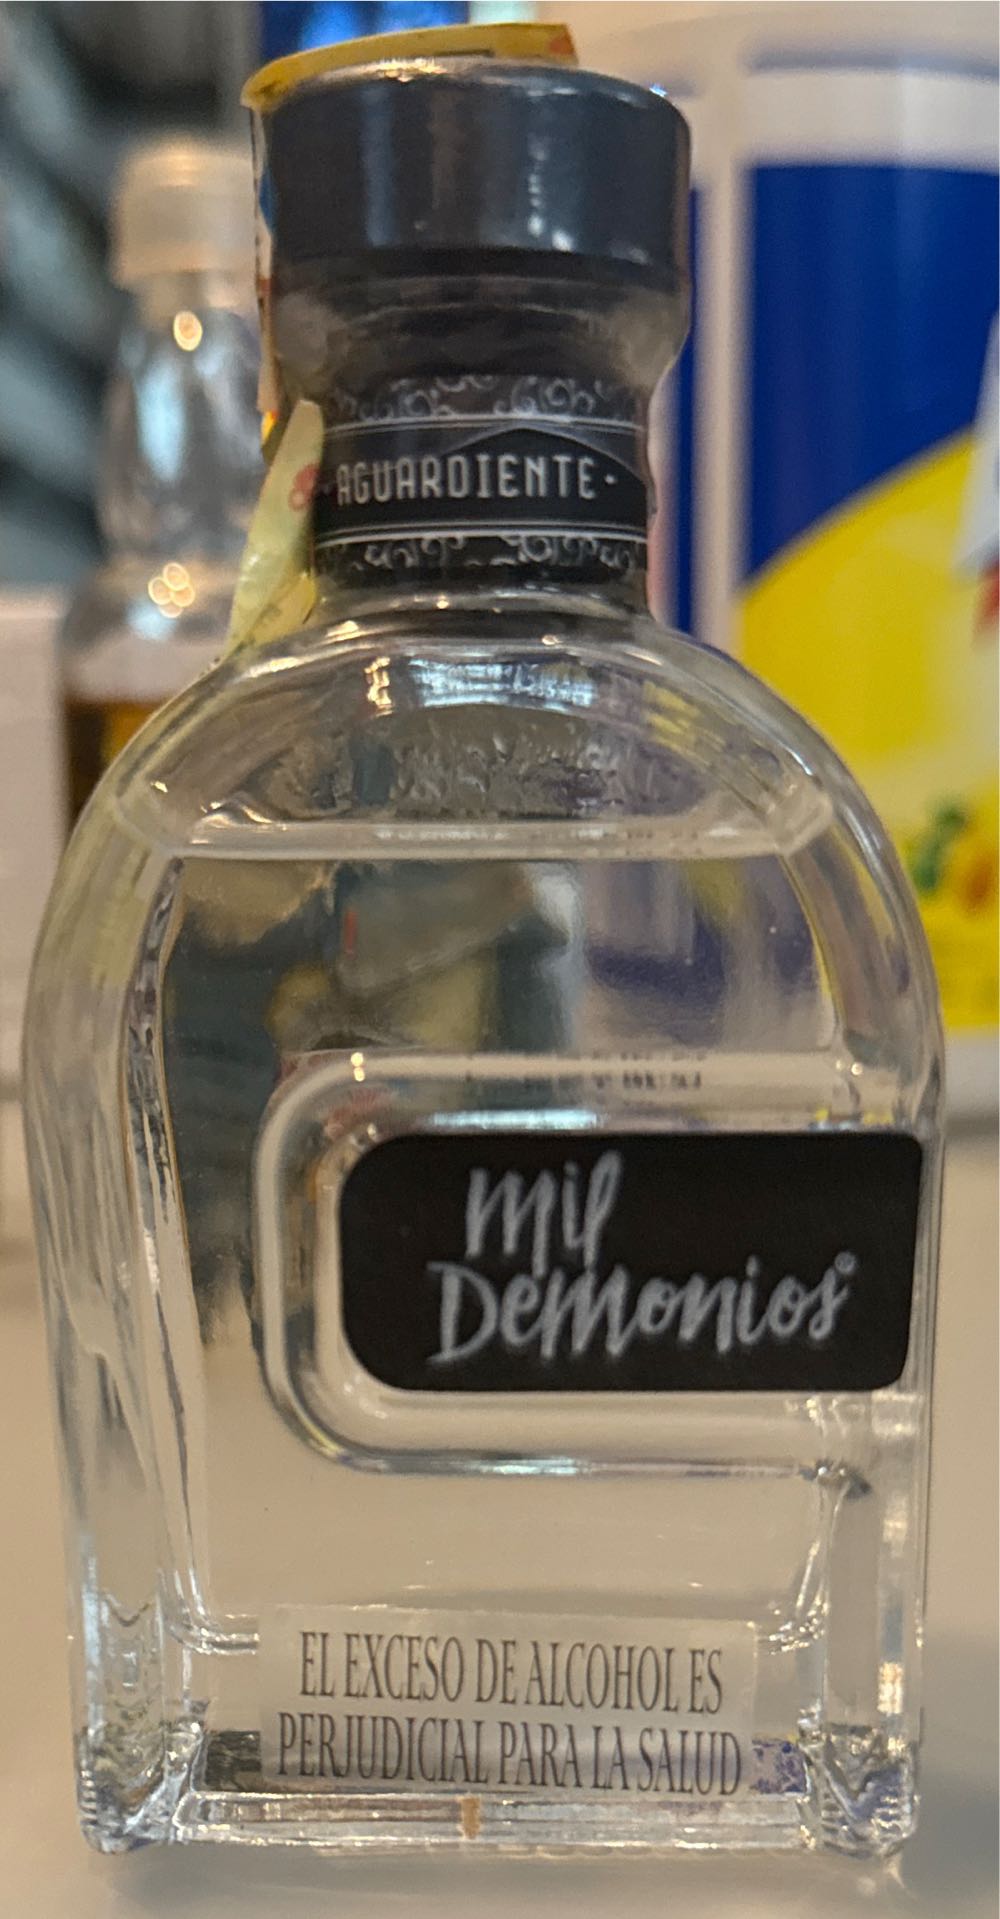 ·AGUARDIENTE·
Mil
Demonios®
EL EXCESO DE ALCOHOL ES
PERJUDICIAL PARA LA SALUD